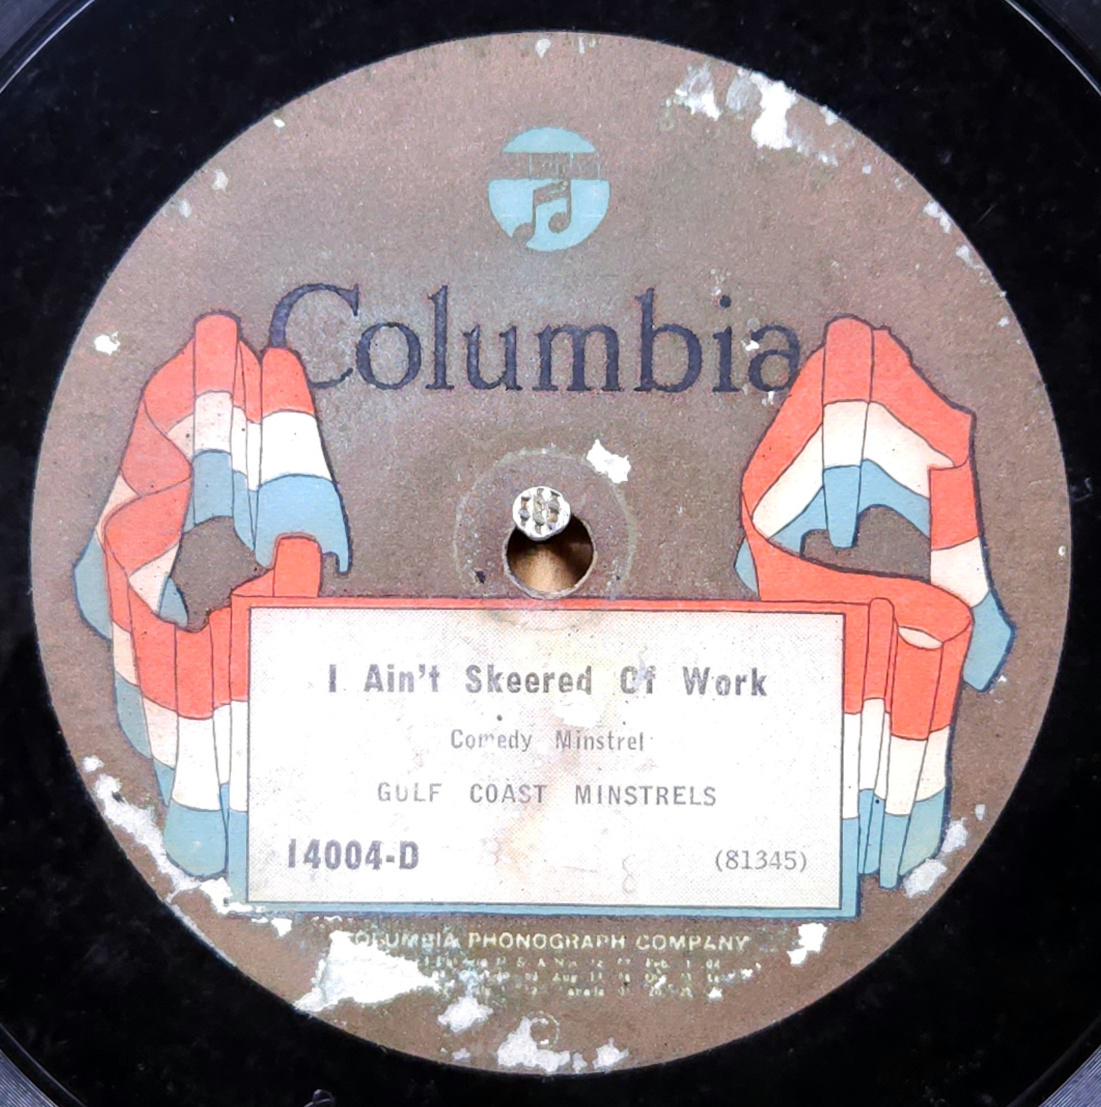 Columbia
I Ain't Skeered Of Work
Comedy Minstrel
GULF COAST MINSTRELS
14004-D (81345)
COLUMBIA PHONOGRAPH COMPANY